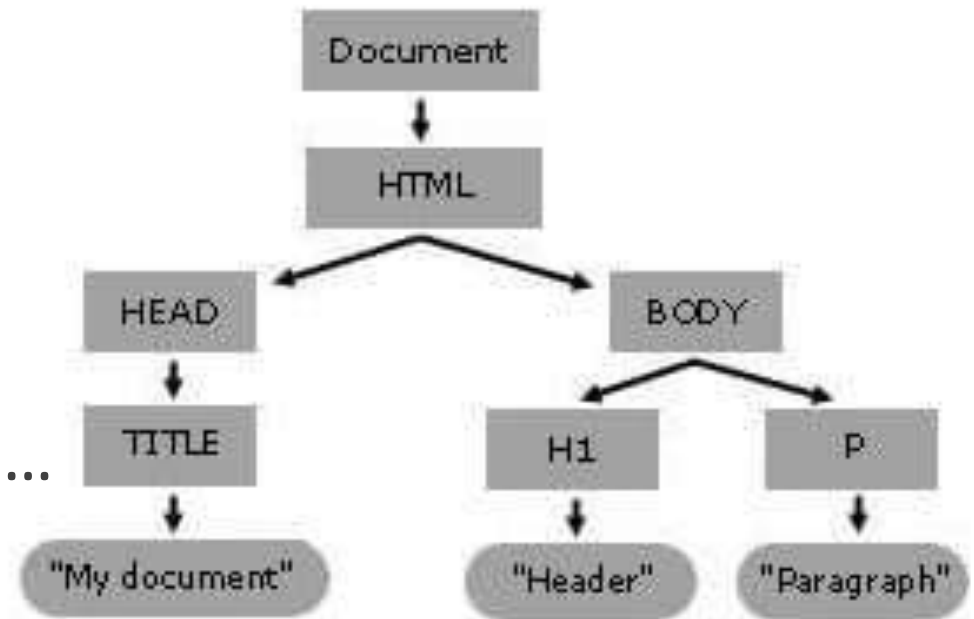 Document
HTML
HEAD
BODY
TITLE
H1
P
...
"My document"
"Header"
"Paragraph"